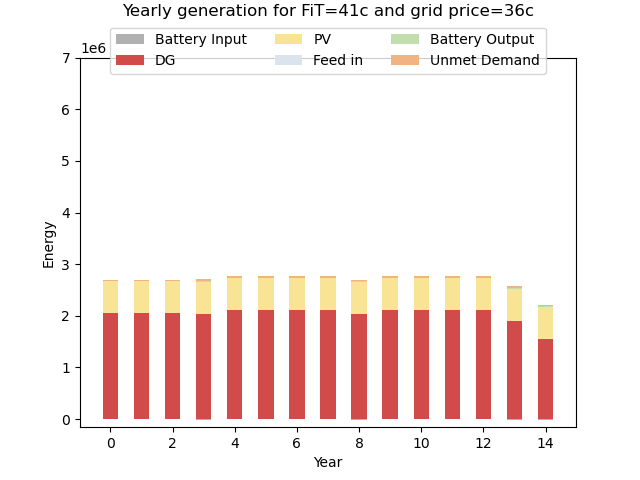 Yearly generation for FiT=41c and grid price=36c
Battery Input PV Battery Output
DG Feed in Unmet Demand
1e6
7
6
5
4
3
2
1
0
Energy
0 2 4 6 8 10 12 14
Year